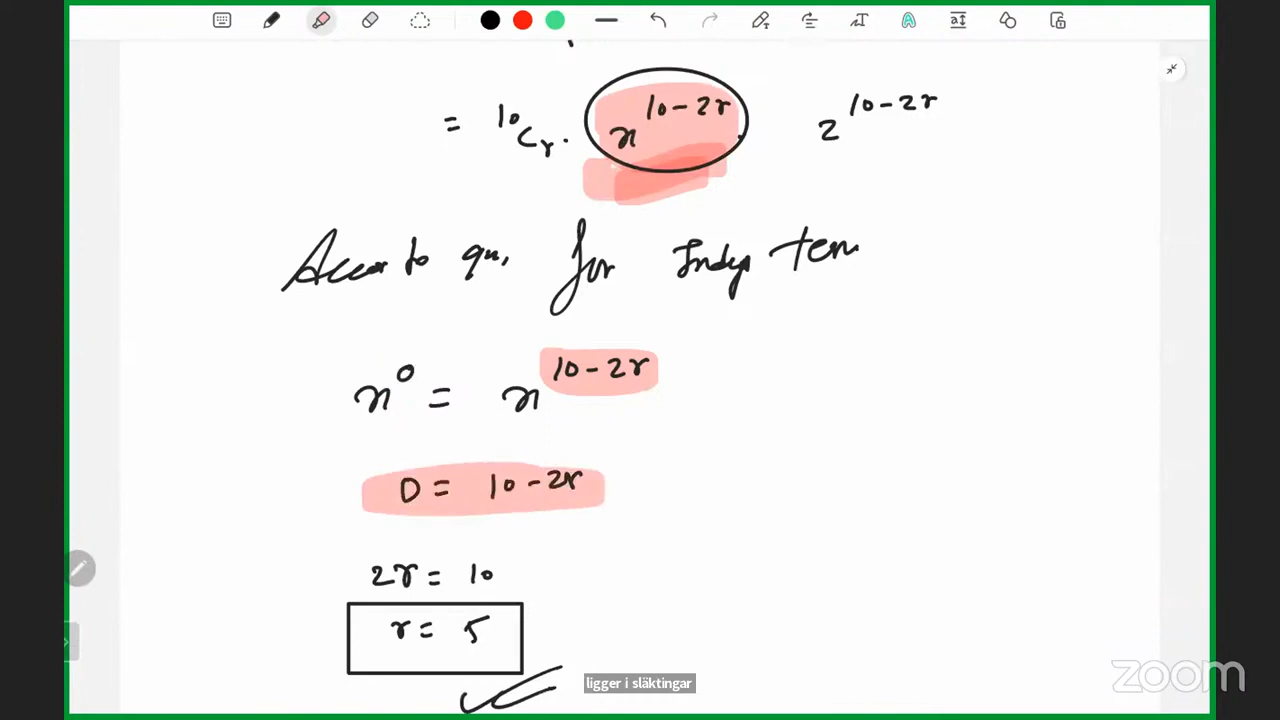 = ¹⁰Cᵣ. x^{10-2r} 2^{10-2r}
Accor to qu. for Indep term
x⁰ = x^{10-2r}
0 = 10-2r
2r = 10
r = 5
ligger i släktingar
zoom